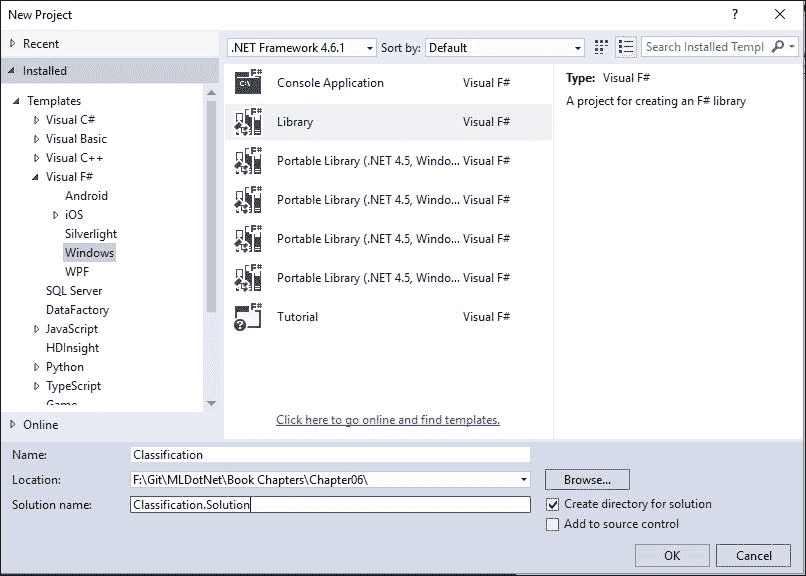 New Project
?
Recent
.NET Framework 4.6.1
Sort by:
Default
Search Installed Templ
Installed
Templates
Visual C#
Visual Basic
Visual C++
Visual F#
Android
iOS
Silverlight
Windows
WPF
SQL Server
DataFactory
JavaScript
HDInsight
Python
TypeScript
Game
Online
Console Application Visual F#
Library Visual F#
Portable Library (.NET 4.5, Windo... Visual F#
Portable Library (.NET 4.5, Windo... Visual F#
Portable Library (.NET 4.5, Windo... Visual F#
Portable Library (.NET 4.5, Windo... Visual F#
Tutorial Visual F#
Click here to go online and find templates.
Type: Visual F#
A project for creating an F# library
Name: Classification
Location: F:\Git\MLDotNet\Book Chapters\Chapter06\
Browse...
Solution name: Classification.Solution
Create directory for solution
Add to source control
OK
Cancel